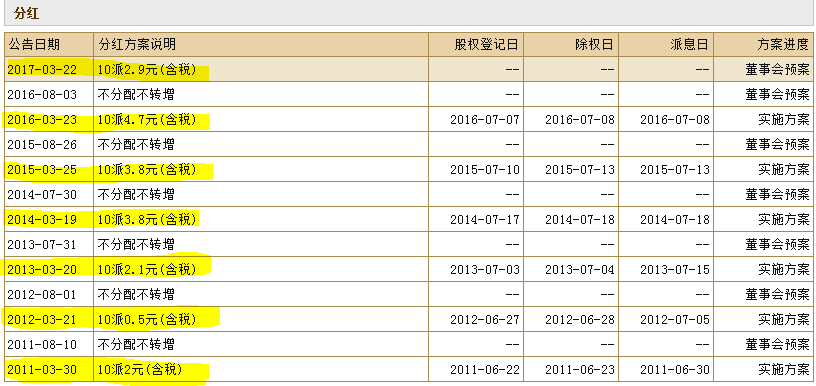 分红
公告日期 分红方案说明 股权登记日 除权日 派息日 方案进度
2017-03-22 10派2.9元(含税) -- -- -- 董事会预案
2016-08-03 不分配不转增 -- -- -- 董事会预案
2016-03-23 10派4.7元(含税) 2016-07-07 2016-07-08 2016-07-08 实施方案
2015-08-26 不分配不转增 -- -- -- 董事会预案
2015-03-25 10派3.8元(含税) 2015-07-10 2015-07-13 2015-07-13 实施方案
2014-07-30 不分配不转增 -- -- -- 董事会预案
2014-03-19 10派3.8元(含税) 2014-07-17 2014-07-18 2014-07-18 实施方案
2013-07-31 不分配不转增 -- -- -- 董事会预案
2013-03-20 10派2.1元(含税) 2013-07-03 2013-07-04 2013-07-15 实施方案
2012-08-01 不分配不转增 -- -- -- 董事会预案
2012-03-21 10派0.5元(含税) 2012-06-27 2012-06-28 2012-07-05 实施方案
2011-08-10 不分配不转增 -- -- -- 董事会预案
2011-03-30 10派2元(含税) 2011-06-22 2011-06-23 2011-06-30 实施方案